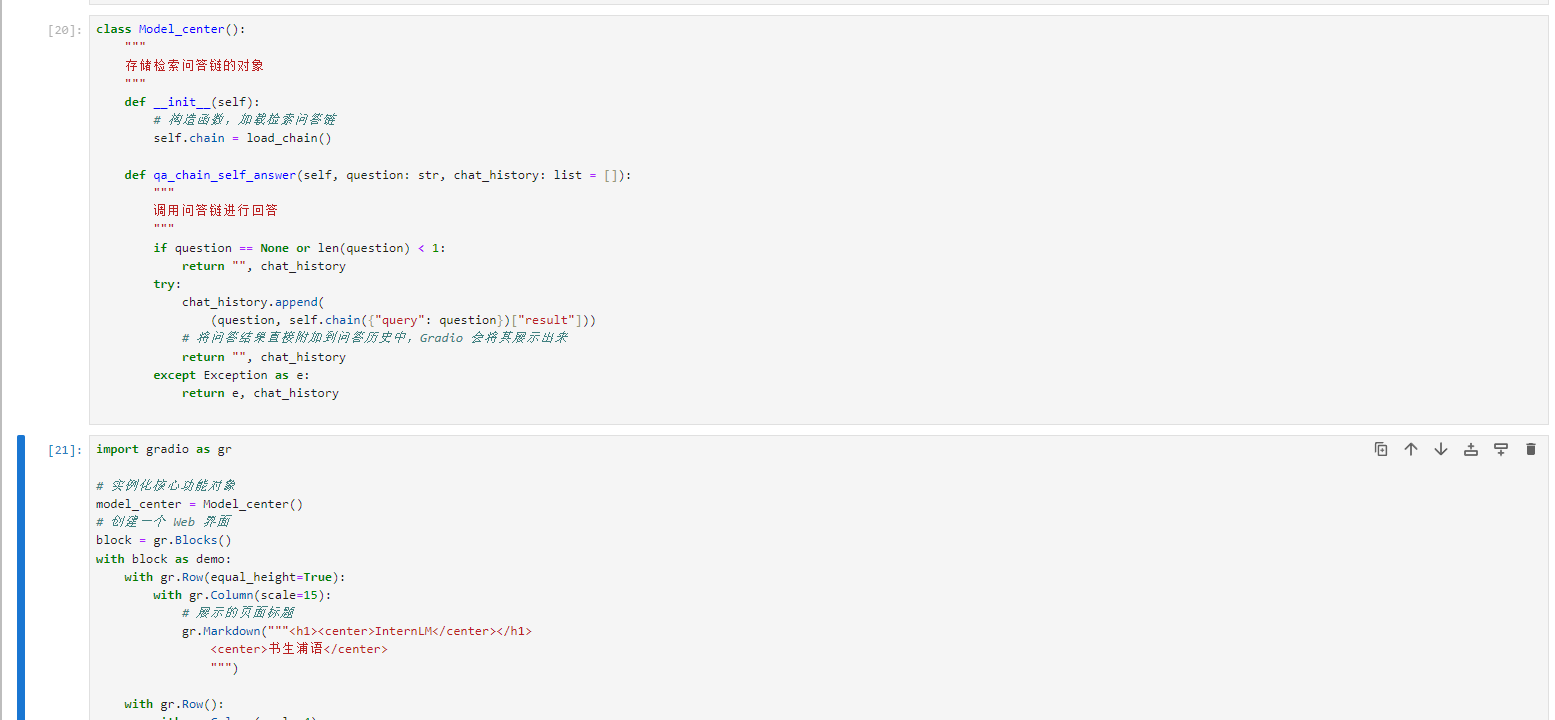 [20]:
class Model_center():
    """
    存储检索问答链的对象
    """
    def __init__(self):
        # 构造函数，加载检索问答链
        self.chain = load_chain()
    def qa_chain_self_answer(self, question: str, chat_history: list = []):
        """
        调用问答链进行回答
        """
        if question == None or len(question) < 1:
            return "", chat_history
        try:
            chat_history.append(
                (question, self.chain({"query": question})["result"]))
            # 将问答结果直接附加到问答历史中，Gradio 会将其展示出来
            return "", chat_history
        except Exception as e:
            return e, chat_history
[21]:
import gradio as gr
# 实例化核心功能对象
model_center = Model_center()
# 创建一个 Web 界面
block = gr.Blocks()
with block as demo:
    with gr.Row(equal_height=True):
        with gr.Column(scale=15):
            # 展示的页面标题
            gr.Markdown("""<h1><center>InternLM</center></h1>
                <center>书生浦语</center>
                """)
    with gr.Row():